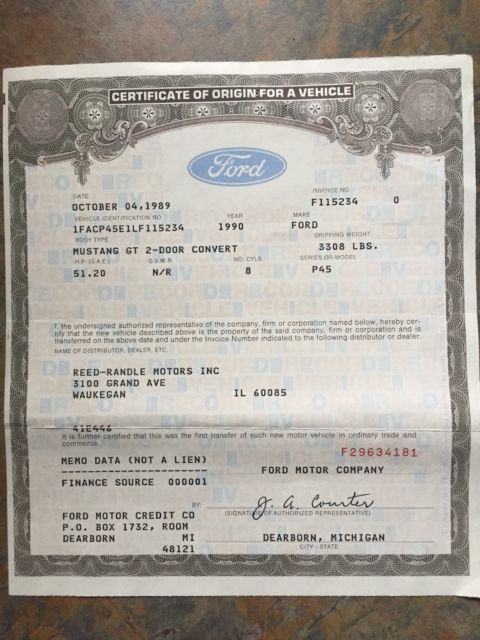 CERTIFICATE OF ORIGIN FOR A VEHICLE
Ford
DATE
OCTOBER 04,1989
INVOICE NO.
F115234 0
VEHICLE IDENTIFICATION NO YEAR MAKE
1FACP45E1LF115234 1990 FORD
BODY TYPE SHIPPING WEIGHT
MUSTANG GT 2-DOOR CONVERT 3308 LBS.
H.P. (S.A.E.) G.V.W.R. NO. CYLS. SERIES OR MODEL
51.20 N/R 8 P45
I, the undersigned authorized representative of the company, firm or corporation named below, hereby cer-
tify that the new vehicle described above is the property of the said company, firm or corporation and is
transferred on the above date and under the Invoice Number indicated to the following distributor or dealer.
NAME OF DISTRIBUTOR, DEALER, ETC.
REED-RANDLE MOTORS INC
3100 GRAND AVE
WAUKEGAN IL 60085
41E446
It is further certified that this was the first transfer of such new motor vehicle in ordinary trade and
commerce.
F29634181
MEMO DATA (NOT A LIEN)
FORD MOTOR COMPANY
FINANCE SOURCE 000001
BY: J. A. Courter
(SIGNATURE OF AUTHORIZED REPRESENTATIVE)
FORD MOTOR CREDIT CO
P.O. BOX 1732, ROOM
DEARBORN MI DEARBORN, MICHIGAN
48121 CITY - STATE